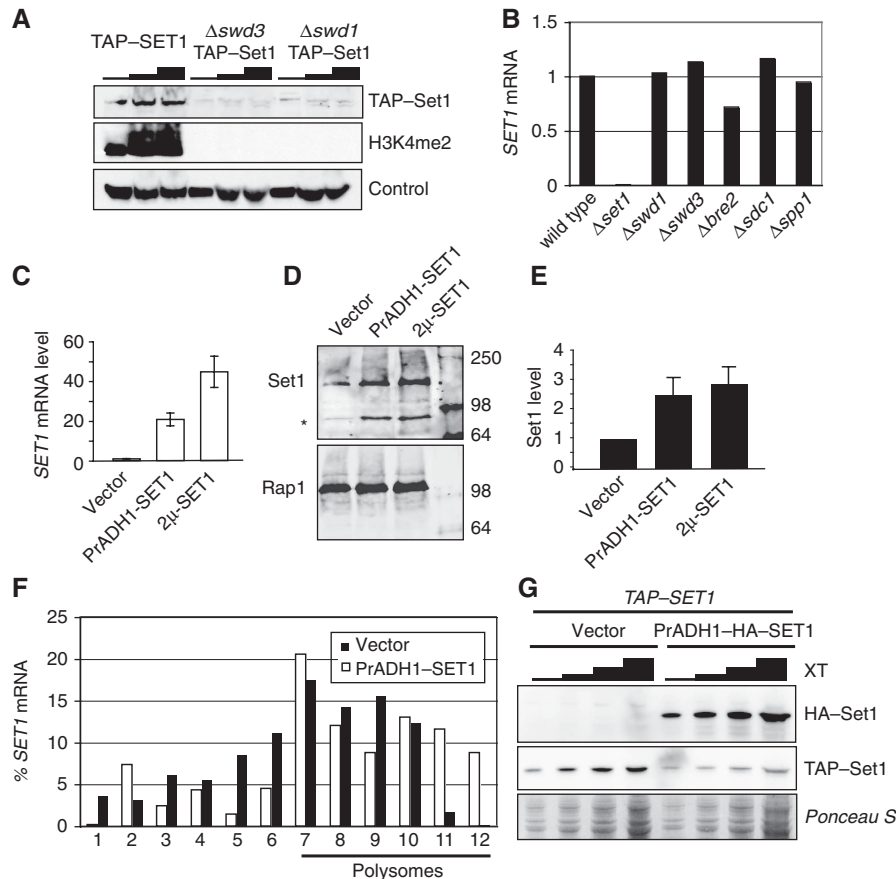 A
TAP–SET1
Δswd3
TAP–Set1
Δswd1
TAP–Set1
TAP–Set1
H3K4me2
Control
B
SET1 mRNA
1.5
1
0.5
0
wild type
Δset1
Δswd1
Δswd3
Δbre2
Δsdc1
Δspp1
C
SET1 mRNA level
60
40
20
0
Vector
PrADH1-SET1
2μ-SET1
D
Vector
PrADH1-SET1
2μ-SET1
Set1
*
250
98
64
Rap1
98
64
E
Set1 level
4
3
2
1
0
Vector
PrADH1-SET1
2μ-SET1
F
% SET1 mRNA
25
20
15
10
5
0
Vector
PrADH1–SET1
1 2 3 4 5 6 7 8 9 10 11 12
Polysomes
G
TAP–SET1
Vector PrADH1–HA–SET1
XT
HA–Set1
TAP–Set1
Ponceau S